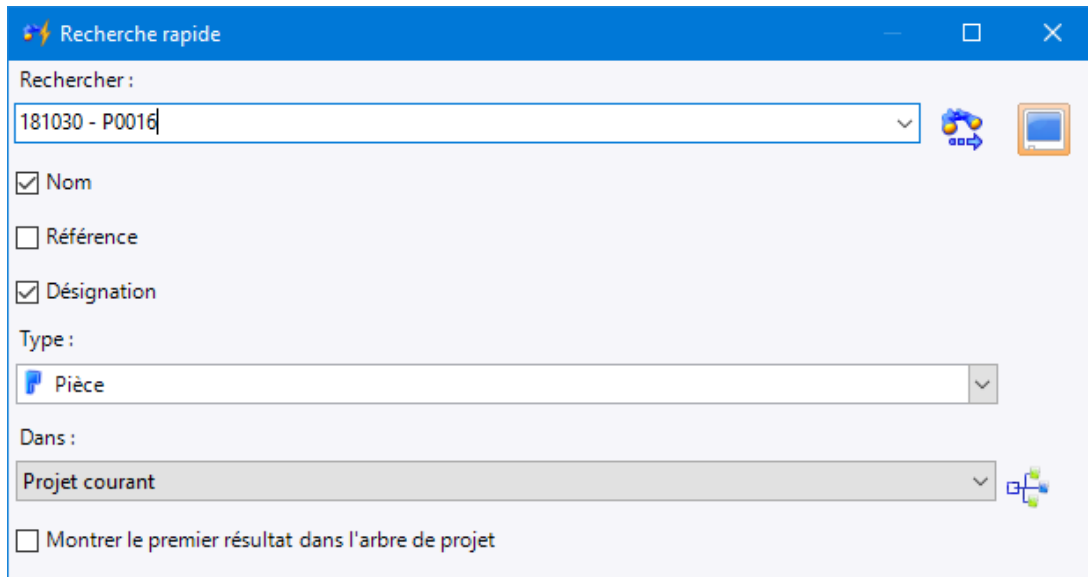 Recherche rapide
Rechercher :
181030 - P0016
Nom
Référence
Désignation
Type :
Pièce
Dans :
Projet courant
Montrer le premier résultat dans l'arbre de projet